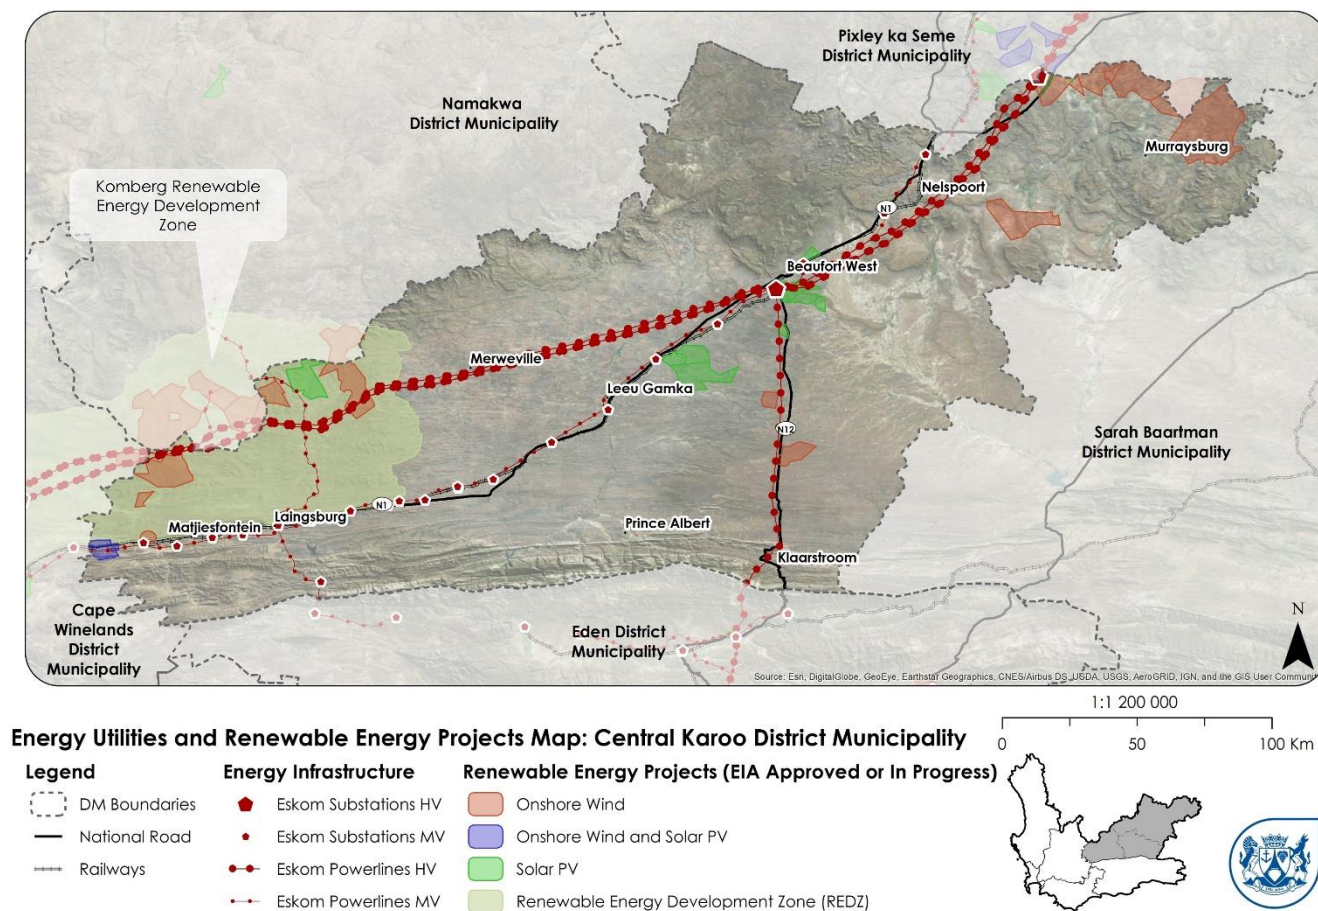 Pixley ka Seme
District Municipality
Namakwa
District Municipality
Murraysburg
Komberg Renewable
Energy Development
Zone
Nelspoort
N1
Beaufort West
Merweville
Leeu Gamka
N12
Sarah Baartman
District Municipality
N1
Laingsburg
Matjiesfontein
Prince Albert
Klaarstroom
Cape
Winelands
District
Municipality
Eden District
Municipality
N
Source: Esri, DigitalGlobe, GeoEye, Earthstar Geographics, CNES/Airbus DS, USDA, USGS, AeroGRID, IGN, and the GIS User Communi
1:1 200 000
0 50 100 Km
Energy Utilities and Renewable Energy Projects Map: Central Karoo District Municipality
Legend
DM Boundaries
National Road
Railways
Energy Infrastructure
Eskom Substations HV
Eskom Substations MV
Eskom Powerlines HV
Eskom Powerlines MV
Renewable Energy Projects (EIA Approved or In Progress)
Onshore Wind
Onshore Wind and Solar PV
Solar PV
Renewable Energy Development Zone (REDZ)